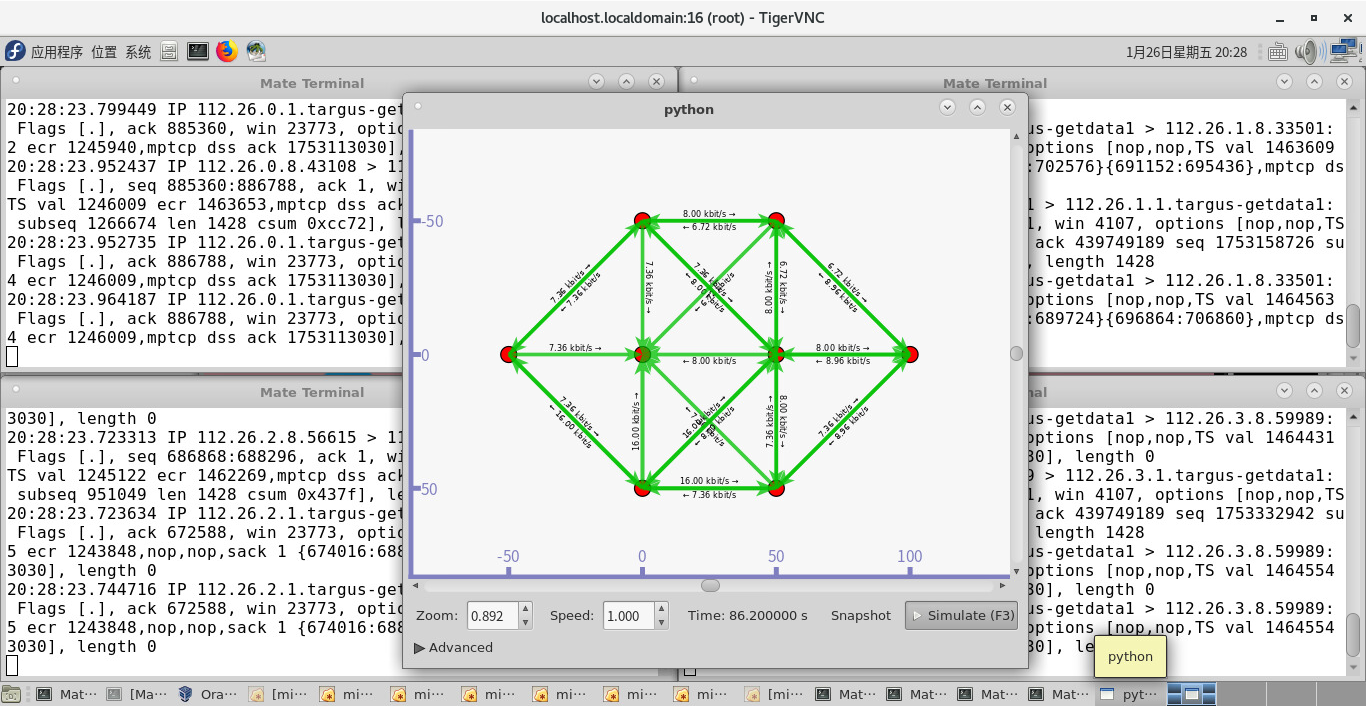 localhost.localdomain:16 (root) - TigerVNC
应用程序 位置 系统
1月26日星期五 20:28
Mate Terminal
20:28:23.799449 IP 112.26.0.1.targus-get
Flags [.], ack 885360, win 23773, optio
2 ecr 1245940,mptcp dss ack 1753113030],
20:28:23.952437 IP 112.26.0.8.43108 > 11
Flags [.], seq 885360:886788, ack 1, wi
TS val 1246009 ecr 1463653,mptcp dss ack
subseq 1266674 len 1428 csum 0xcc72], l
20:28:23.952735 IP 112.26.0.1.targus-get
Flags [.], ack 886788, win 23773, optio
4 ecr 1246009,mptcp dss ack 1753113030],
20:28:23.964187 IP 112.26.0.1.targus-get
Flags [.], ack 886788, win 23773, optio
4 ecr 1246009,mptcp dss ack 1753113030],
Mate Terminal
us-getdata1 > 112.26.1.8.33501:
options [nop,nop,TS val 1463609
:702576}{691152:695436},mptcp ds
1 > 112.26.1.1.targus-getdata1:
1, win 4107, options [nop,nop,TS
ack 439749189 seq 1753158726 su
, length 1428
us-getdata1 > 112.26.1.8.33501:
options [nop,nop,TS val 1464563
:689724}{696864:706860},mptcp ds
Mate Terminal
3030], length 0
20:28:23.723313 IP 112.26.2.8.56615 > 11
Flags [.], seq 686868:688296, ack 1, wi
TS val 1245122 ecr 1462269,mptcp dss ack
subseq 951049 len 1428 csum 0x437f], le
20:28:23.723634 IP 112.26.2.1.targus-get
Flags [.], ack 672588, win 23773, optio
5 ecr 1243848,nop,nop,sack 1 {674016:688
3030], length 0
20:28:23.744716 IP 112.26.2.1.targus-get
Flags [.], ack 672588, win 23773, optio
5 ecr 1243848,nop,nop,sack 1 {674016:688
3030], length 0
nal
us-getdata1 > 112.26.3.8.59989:
options [nop,nop,TS val 1464431
30], length 0
9 > 112.26.3.1.targus-getdata1:
1, win 4107, options [nop,nop,TS
ack 439749189 seq 1753332942 su
length 1428
us-getdata1 > 112.26.3.8.59989:
options [nop,nop,TS val 1464554
30], length 0
us-getdata1 > 112.26.3.8.59989:
options [nop,nop,TS val 1464554
30], le
python
-50
0
50
8.00 kbit/s →
← 6.72 kbit/s
7.36 kbit/s →
← 7.36 kbit/s
7.36 kbit/s →
7.36 kbit/s →
8.00 kbit/s →
6.72 kbit/s →
6.72 kbit/s →
← 8.96 kbit/s
7.36 kbit/s →
← 8.00 kbit/s
8.00 kbit/s →
← 8.96 kbit/s
7.36 kbit/s →
← 16.00 kbit/s
16.00 kbit/s →
7.36 kbit/s →
8.00 kbit/s →
7.36 kbit/s →
← 8.96 kbit/s
16.00 kbit/s →
← 7.36 kbit/s
-50
0
50
100
Zoom:
0.892
Speed:
1.000
Time: 86.200000 s
Snapshot
Simulate (F3)
Advanced
python
Mat···
[Ma···
Ora···
[mi···
mi···
mi···
mi···
mi···
mi···
mi···
[mi···
Mat···
Mat···
Mat···
Mat···
pyt···